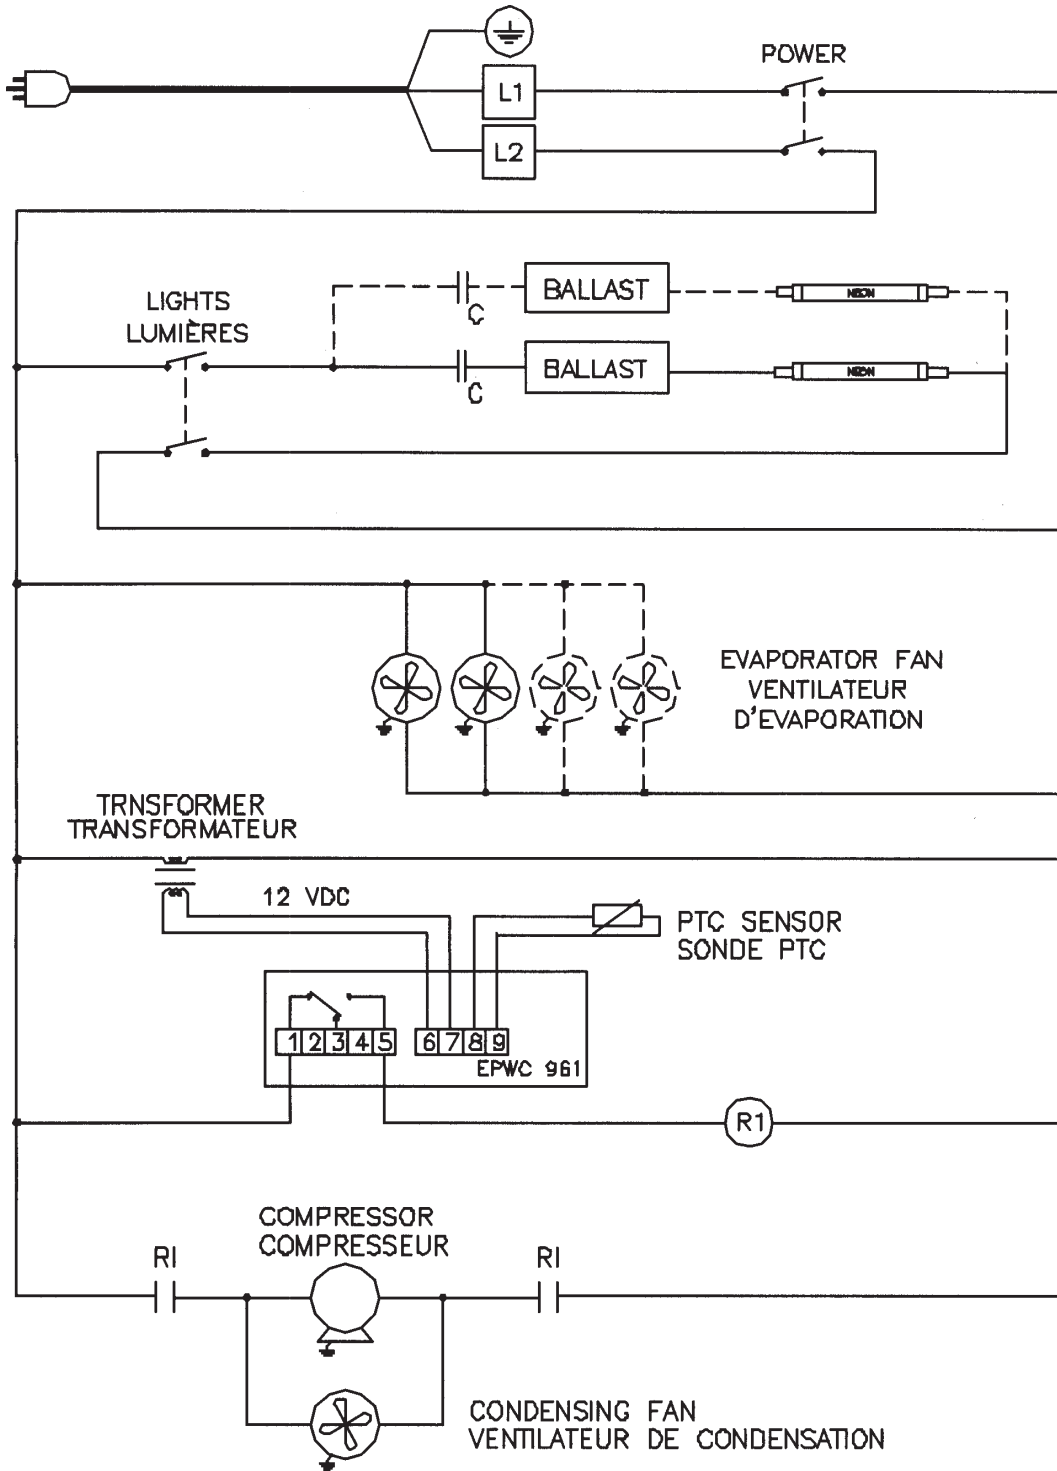 POWER
L1
L2
LIGHTS
LUMIÈRES
BALLAST
NEON
C
BALLAST
NEON
C
EVAPORATOR FAN
VENTILATEUR
D'EVAPORATION
TRNSFORMER
TRANSFORMATEUR
12 VDC
PTC SENSOR
SONDE PTC
1 2 3 4 5 6 7 8 9
EPWC 961
R1
COMPRESSOR
COMPRESSEUR
RI
RI
CONDENSING FAN
VENTILATEUR DE CONDENSATION